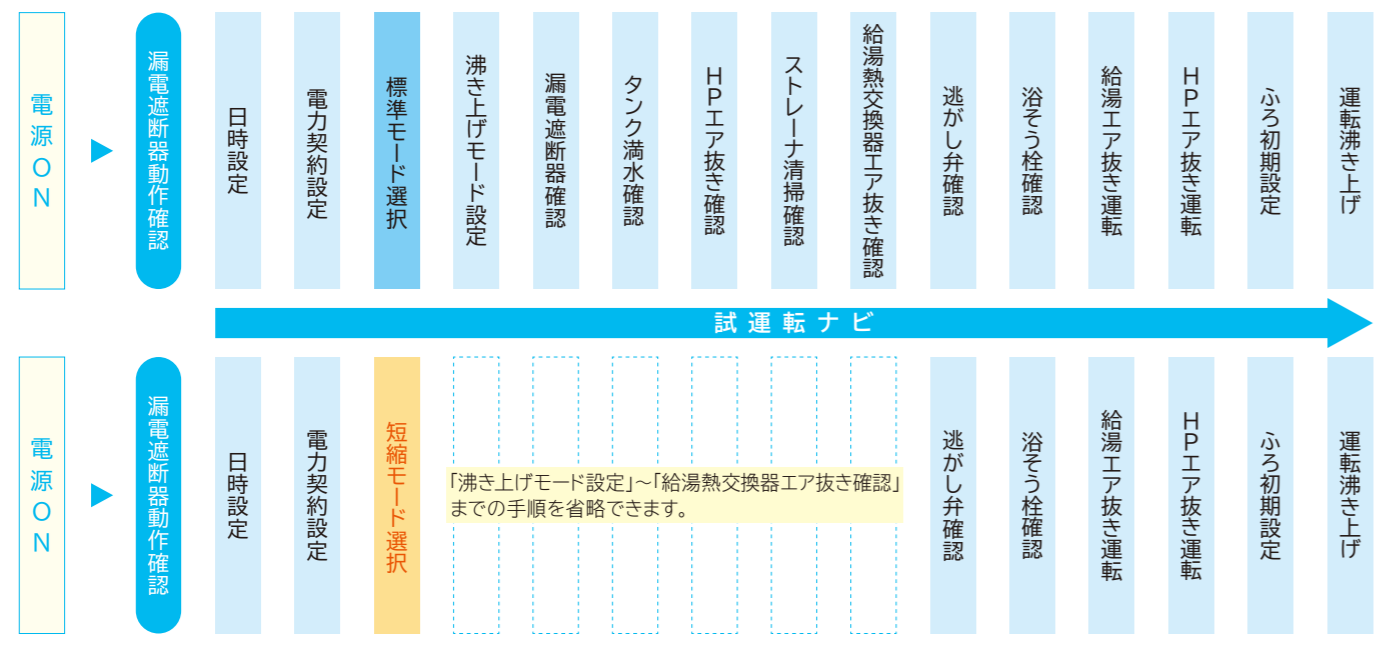 電源ON
漏電遮断器動作確認
日時設定
電力契約設定
標準モード選択
沸き上げモード設定
漏電遮断器確認
タンク満水確認
HPエア抜き確認
ストレーナ清掃確認
給湯熱交換器エア抜き確認
逃がし弁確認
浴そう栓確認
給湯エア抜き運転
HPエア抜き運転
ふろ初期設定
運転沸き上げ
試運転ナビ
電源ON
漏電遮断器動作確認
日時設定
電力契約設定
短縮モード選択
「沸き上げモード設定」～「給湯熱交換器エア抜き確認」
までの手順を省略できます。
逃がし弁確認
浴そう栓確認
給湯エア抜き運転
HPエア抜き運転
ふろ初期設定
運転沸き上げ